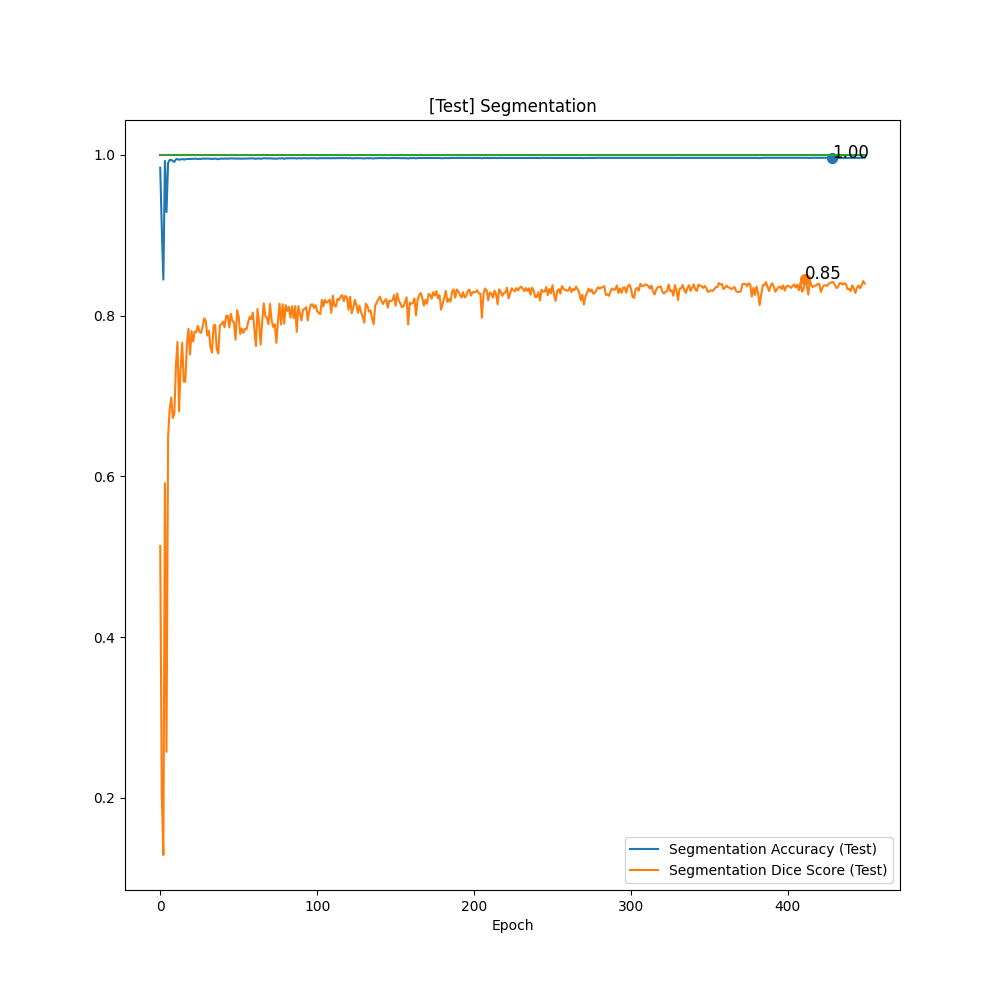 [Test] Segmentation
1.0
1.00
0.85
0.8
0.6
0.4
0.2
Segmentation Accuracy (Test)
Segmentation Dice Score (Test)
0 100 200 300 400
Epoch